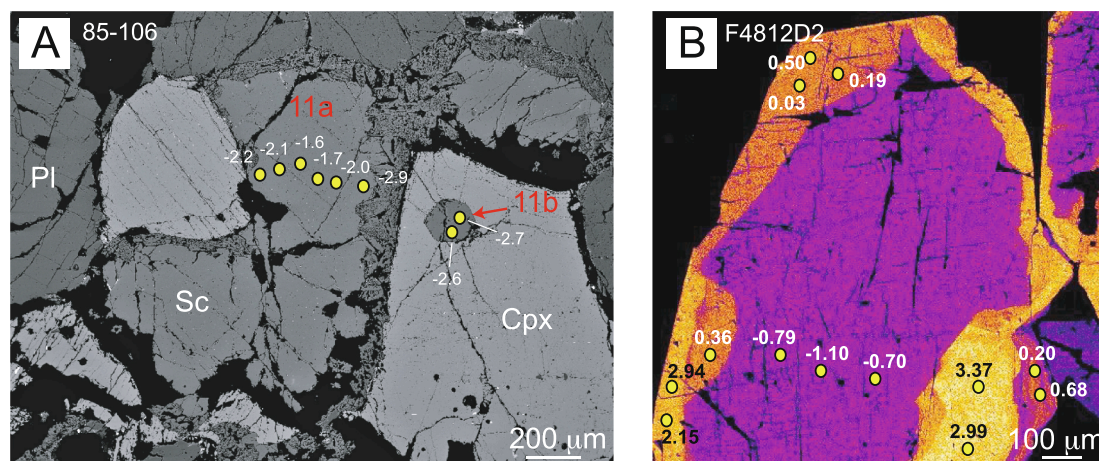 A 85-106
11a
-2.2 -2.1 -1.6 -1.7 -2.0 -2.9
Pl
11b
-2.7
-2.6
Sc
Cpx
200 μm
B F4812D2
0.50
0.19
0.03
0.36 -0.79
-1.10 -0.70
2.94
3.37
0.20
0.68
2.15
2.99
100 μm